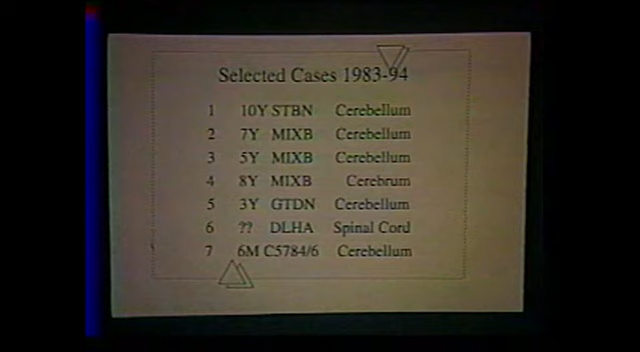 Selected Cases 1983-94
1 10Y STBN Cerebellum
2 7Y MIXB Cerebellum
3 5Y MIXB Cerebellum
4 8Y MIXB Cerebrum
5 3Y GTDN Cerebellum
6 ?? DLHA Spinal Cord
7 6M C5784/6 Cerebellum